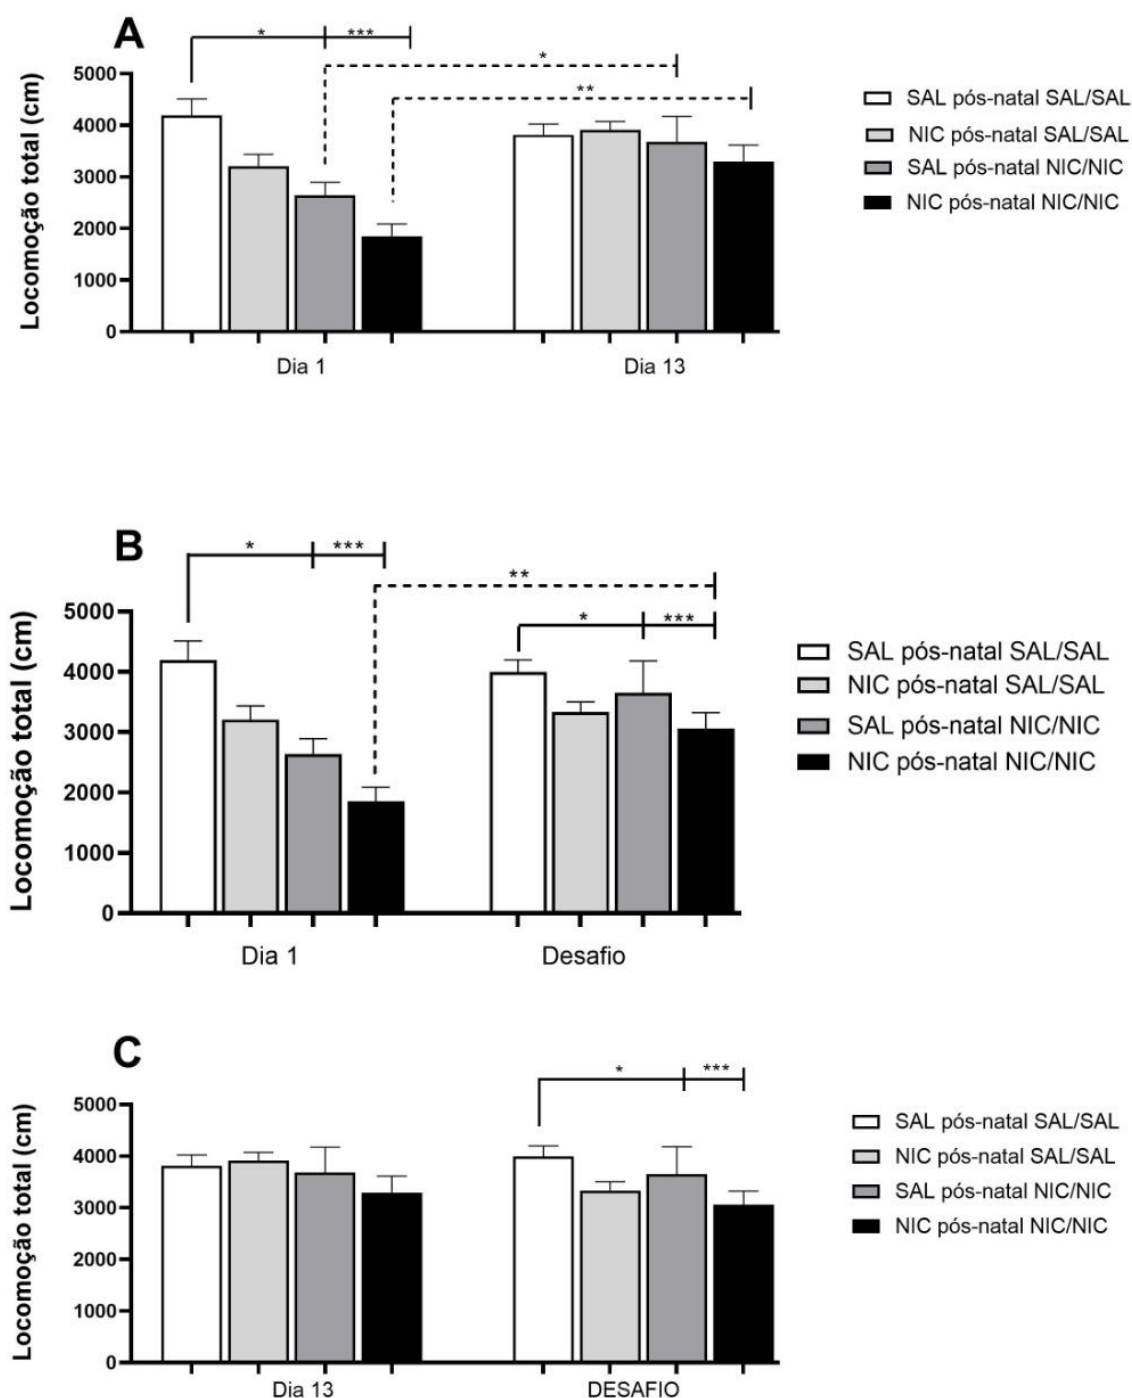 A
* ***
*
**
Locomoção total (cm)
5000
4000
3000
2000
1000
0
Dia 1 Dia 13
SAL pós-natal SAL/SAL
NIC pós-natal SAL/SAL
SAL pós-natal NIC/NIC
NIC pós-natal NIC/NIC
B
* ***
**
* ***
Locomoção total (cm)
5000
4000
3000
2000
1000
0
Dia 1 Desafio
SAL pós-natal SAL/SAL
NIC pós-natal SAL/SAL
SAL pós-natal NIC/NIC
NIC pós-natal NIC/NIC
C
* ***
Locomoção total (cm)
5000
4000
3000
2000
1000
0
Dia 13 DESAFIO
SAL pós-natal SAL/SAL
NIC pós-natal SAL/SAL
SAL pós-natal NIC/NIC
NIC pós-natal NIC/NIC